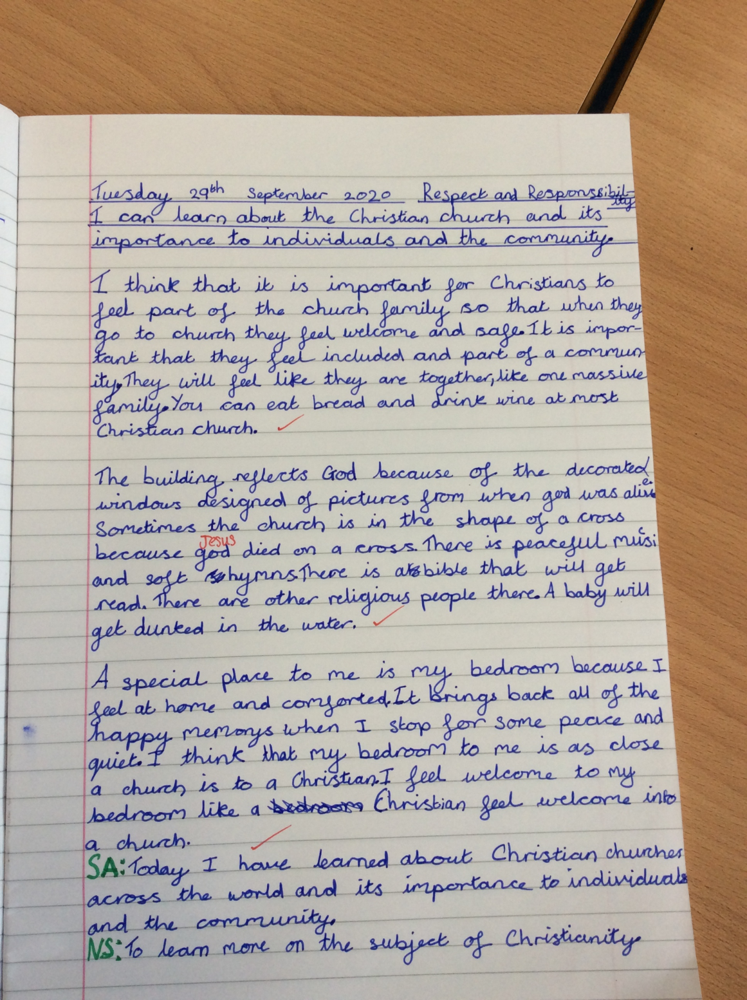 Tuesday 29th September 2020 Respect and Responssibil-
ity
I can learn about the Christian church and its
importance to individuals and the community.
I think that it is important for Christians to
feel part of the church family so that when they
go to church they feel welcome and safe. It is impor-
tant that they feel included and part of a commun-
ity. They will feel like they are together, like one massive
family. You can eat bread and drink wine at most
Christian church.
The building reflects God because of the decorated
windows designed of pictures from when god was alive
Sometimes the church is in the shape of a cross
Jesus
because god died on a cross. There is peaceful music
and soft hymns. There is a bible that will get
read. There are other religious people there. A baby will
get dunked in the water.
A special place to me is my bedroom because I
feel at home and comforted. It brings back all of the
happy memorys when I stop for some peace and
quiet. I think that my bedroom to me is as close
a church is to a Christian. I feel welcome to my
bedroom like a bedroom Christian feel welcome into
a church.
SA: Today I have learned about Christian churches
across the world and its importance to individuals
and the community.
NS: To learn more on the subject of Christianity.